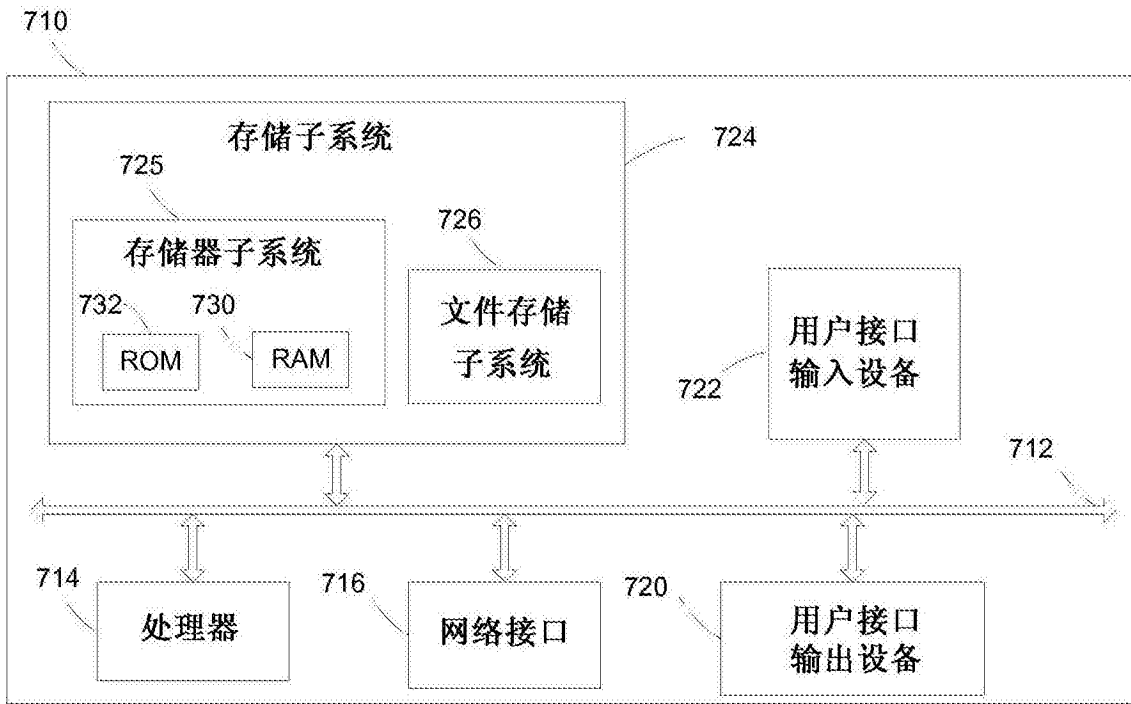 710
存储子系统
724
725
726
存储器子系统
732
730
ROM
RAM
文件存储
子系统
用户接口
输入设备
722
712
714
处理器
716
网络接口
720
用户接口
输出设备